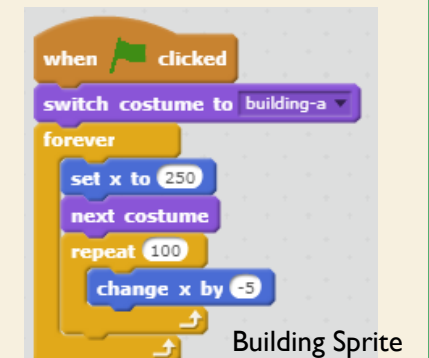 when clicked
switch costume to building-a
forever
set x to 250
next costume
repeat 100
change x by -5
Building Sprite